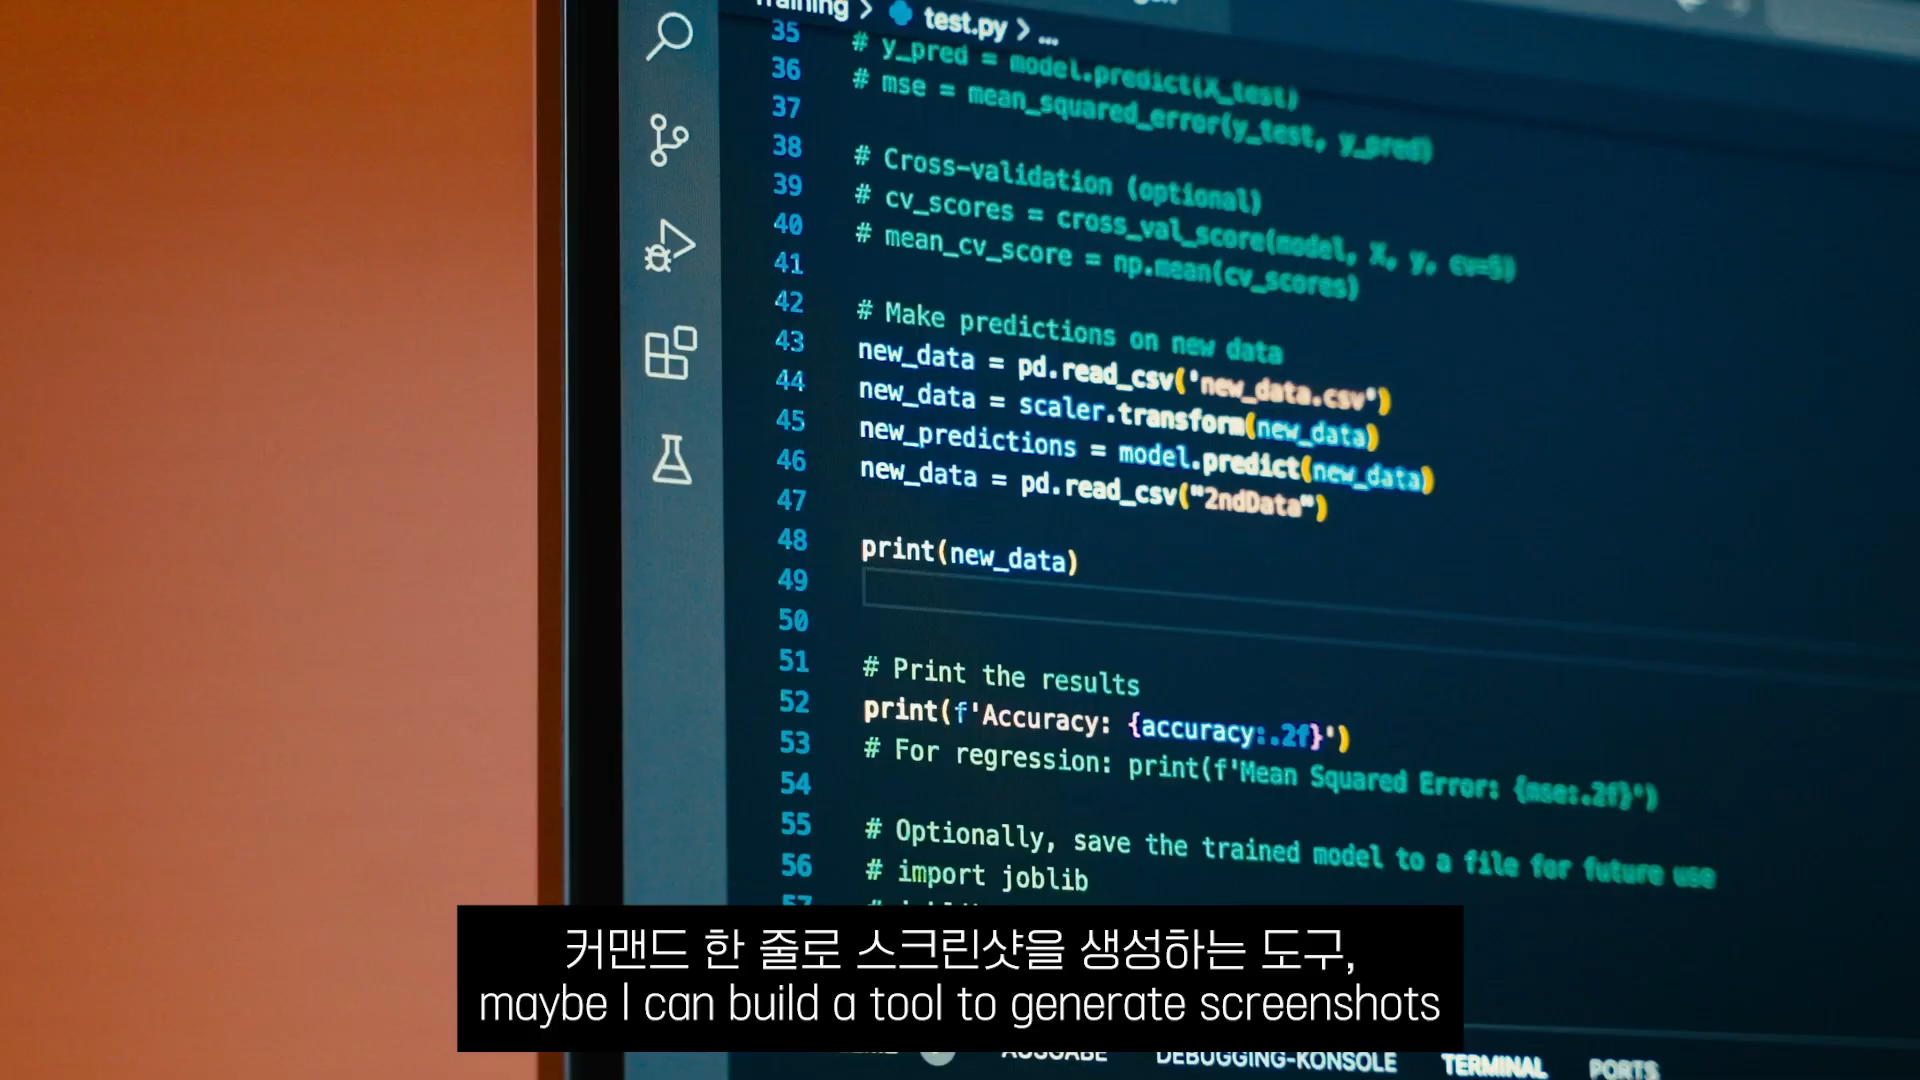 Training > test.py > ...
35 # y_pred = model.predict(X_test)
36 # mse = mean_squared_error(y_test, y_pred)
37
38 # Cross-validation (optional)
39 # cv_scores = cross_val_score(model, X, y, cv=5)
40 # mean_cv_score = np.mean(cv_scores)
41
42 # Make predictions on new data
43 new_data = pd.read_csv('new_data.csv')
44 new_data = scaler.transform(new_data)
45 new_predictions = model.predict(new_data)
46 new_data = pd.read_csv("2ndData")
47
48 print(new_data)
49
50
51 # Print the results
52 print(f'Accuracy: {accuracy:.2f}')
53 # For regression: print(f'Mean Squared Error: {mse:.2f}')
54
55 # Optionally, save the trained model to a file for future use
56 # import joblib
57 #
커맨드 한 줄로 스크린샷을 생성하는 도구,
maybe I can build a tool to generate screenshots
AUSGABE DEBUGGING-KONSOLE TERMINAL PORTS